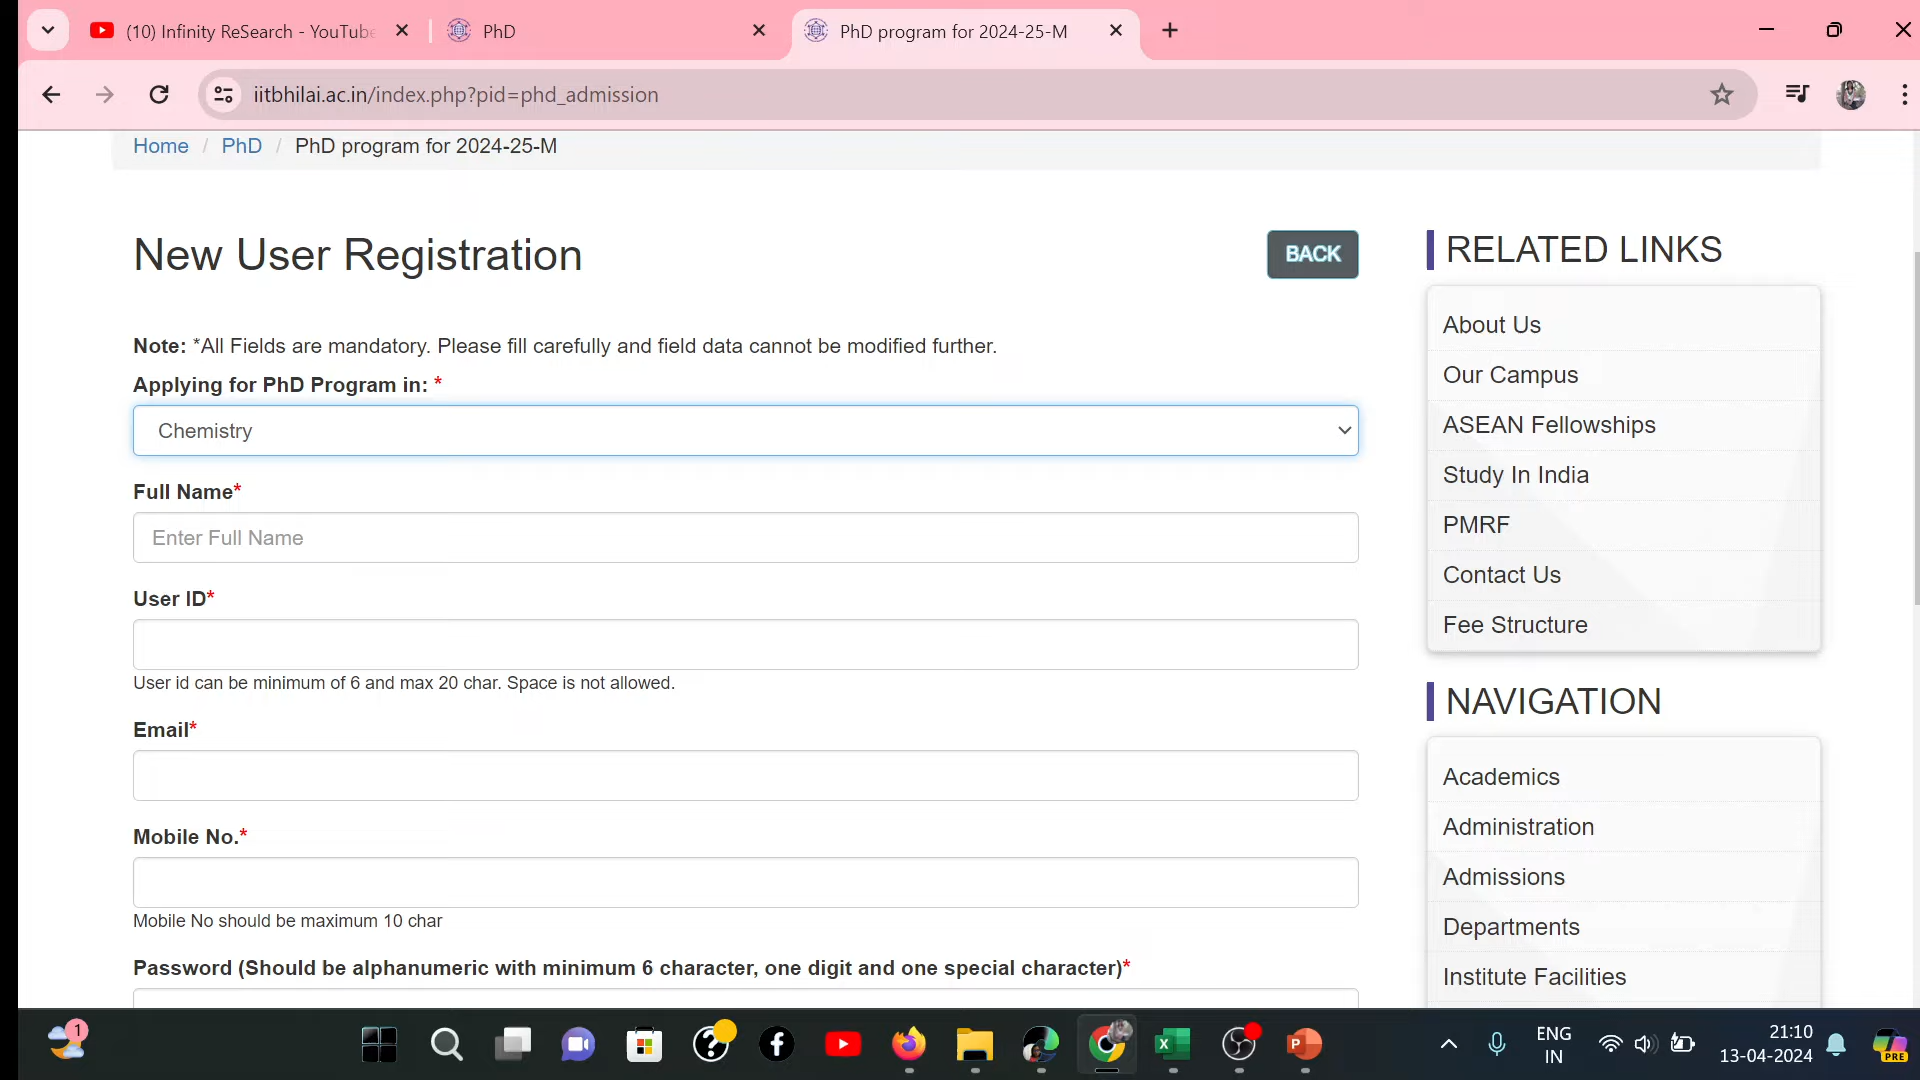 (10) Infinity ReSearch - YouTube
PhD
PhD program for 2024-25-M
iitbhilai.ac.in/index.php?pid=phd_admission
Home / PhD / PhD program for 2024-25-M
New User Registration
BACK
Note: *All Fields are mandatory. Please fill carefully and field data cannot be modified further.
Applying for PhD Program in: *
Chemistry
Full Name*
Enter Full Name
User ID*
User id can be minimum of 6 and max 20 char. Space is not allowed.
Email*
Mobile No.*
Mobile No should be maximum 10 char
Password (Should be alphanumeric with minimum 6 character, one digit and one special character)*
RELATED LINKS
About Us
Our Campus
ASEAN Fellowships
Study In India
PMRF
Contact Us
Fee Structure
NAVIGATION
Academics
Administration
Admissions
Departments
Institute Facilities
1
ENG
IN
21:10
13-04-2024
PRE